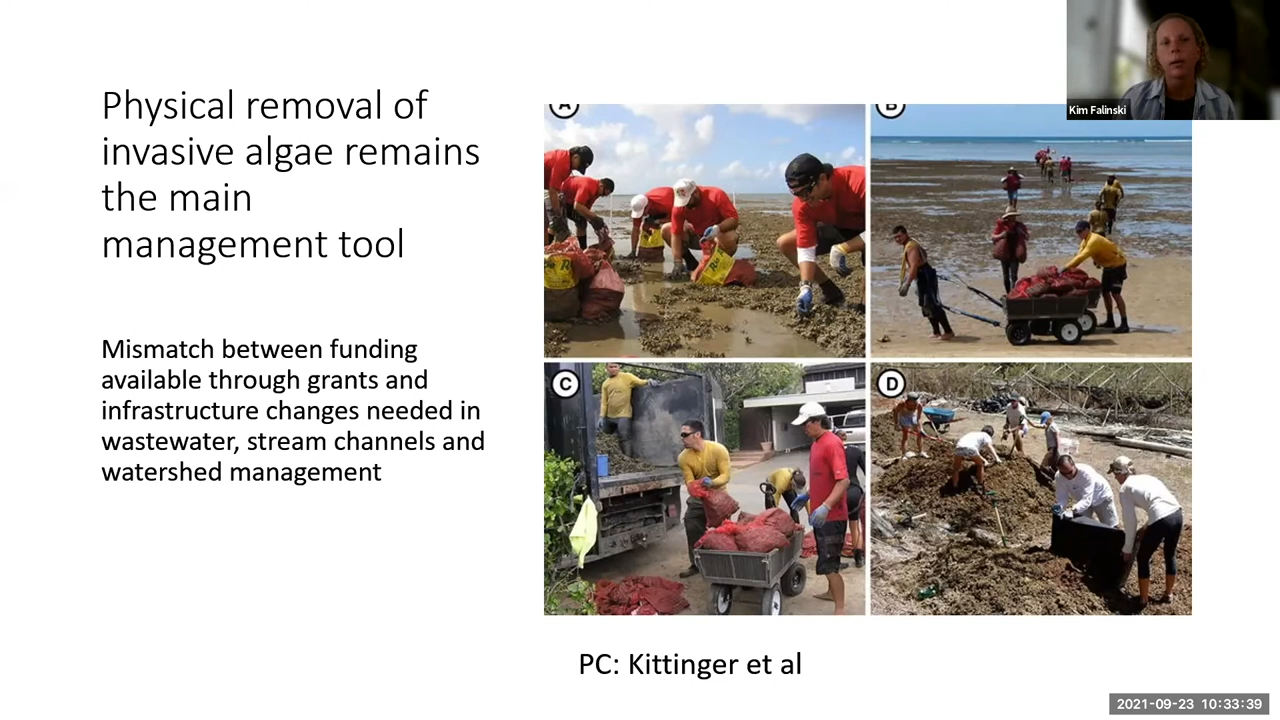 Physical removal of
invasive algae remains
the main
management tool
Mismatch between funding
available through grants and
infrastructure changes needed in
wastewater, stream channels and
watershed management
A
B
C
D
PC: Kittinger et al
Kim Falinski
2021-09-23 10:33:39